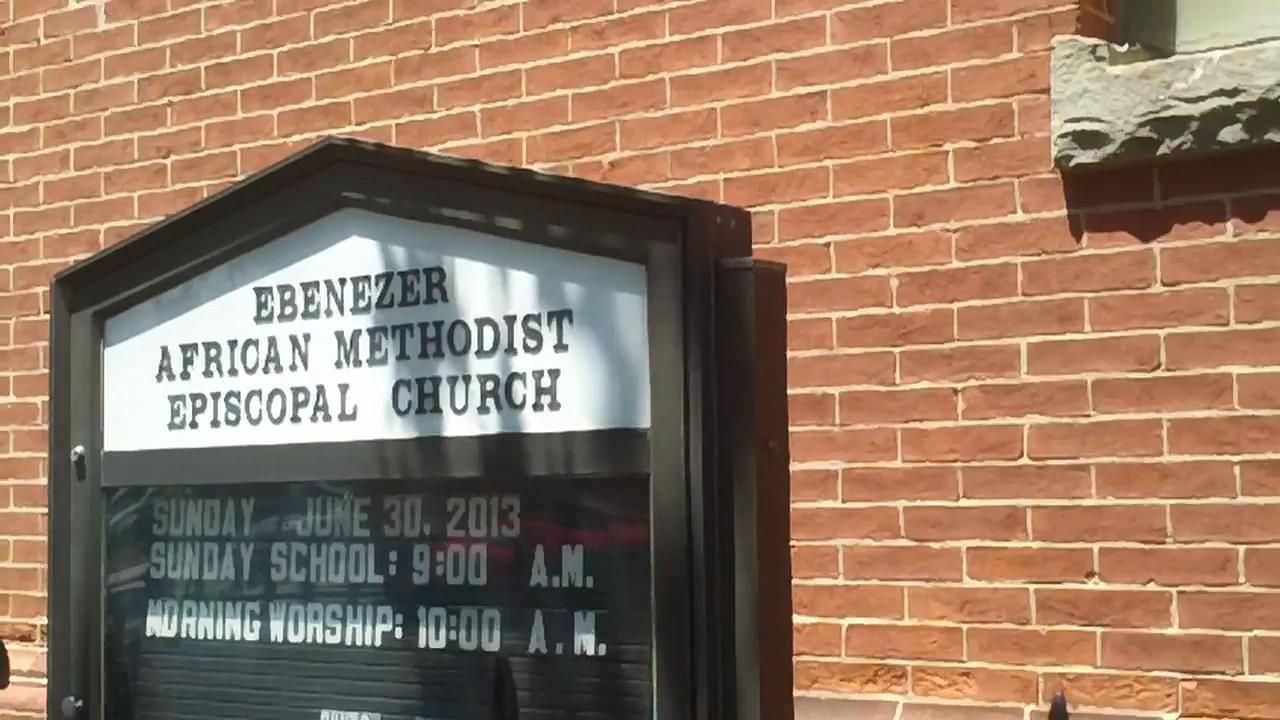 EBENEZER
AFRICAN METHODIST
EPISCOPAL CHURCH
SUNDAY JUNE 30, 2013
SUNDAY SCHOOL: 9:00 A.M.
MORNING WORSHIP: 10:00 A.M.